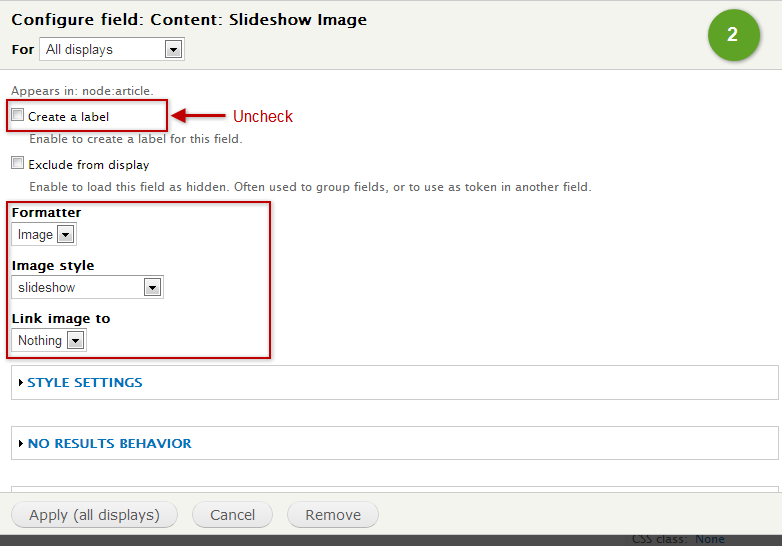 Configure field: Content: Slideshow Image
2
For All displays
Appears in: node:article.
Create a label
Uncheck
Enable to create a label for this field.
Exclude from display
Enable to load this field as hidden. Often used to group fields, or to use as token in another field.
Formatter
Image
Image style
slideshow
Link image to
Nothing
STYLE SETTINGS
NO RESULTS BEHAVIOR
Apply (all displays) Cancel Remove
CSS class: None